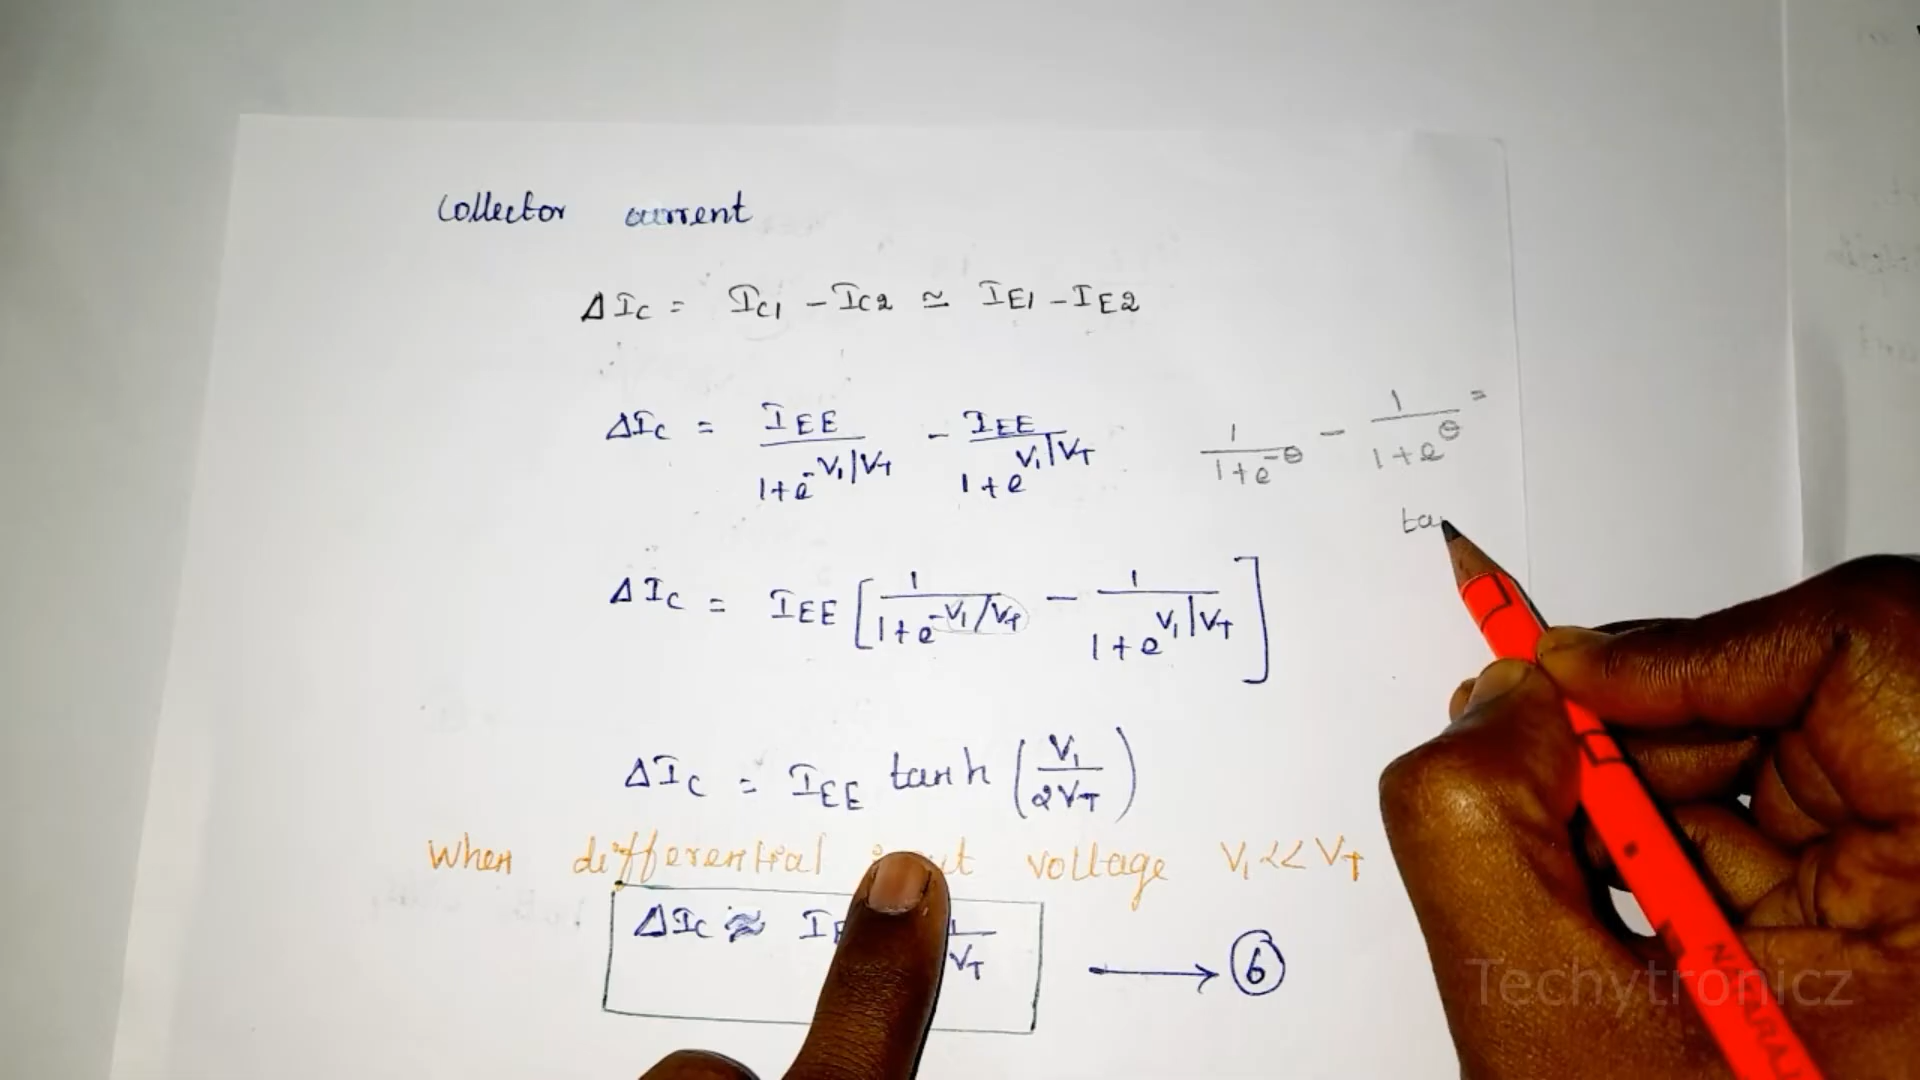 Collector current
ΔIC = IC1 - IC2 ≃ IE1 - IE2
ΔIC = IEE / (1+e^(-V1/VT)) - IEE / (1+e^(V1/VT))
1 / (1+e^(-θ)) - 1 / (1+e^θ) =
ΔIC = IEE [1 / (1+e^(-V1/VT)) - 1 / (1+e^(V1/VT))]
ΔIC = IEE tanh (V1 / 2VT)
When differential voltage V1 << VT
ΔIC ≈ VT → 6
Techytronicz